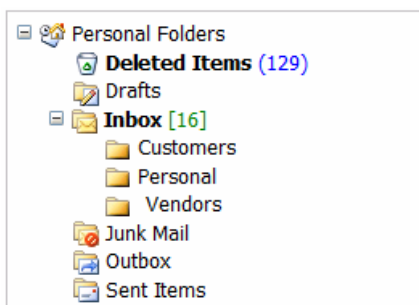 Personal Folders
Deleted Items (129)
Drafts
Inbox [16]
Customers
Personal
Vendors
Junk Mail
Outbox
Sent Items